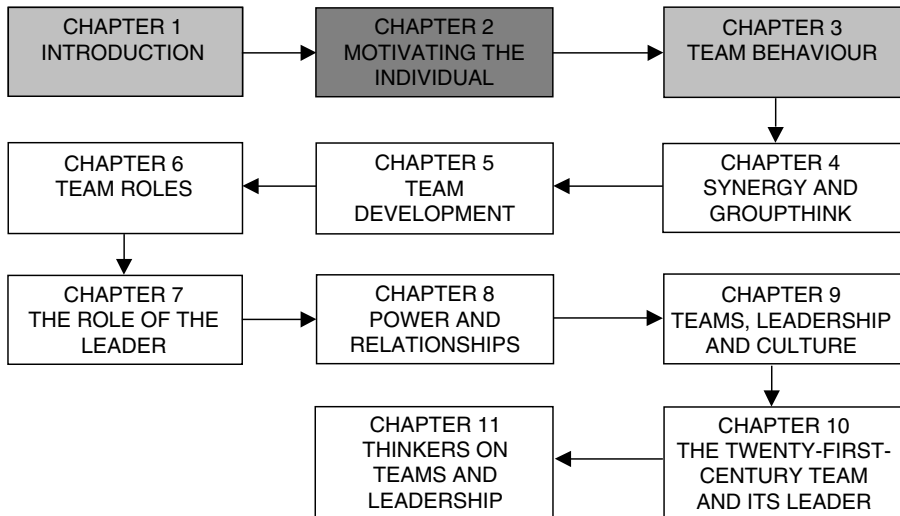 CHAPTER 1
INTRODUCTION
CHAPTER 2
MOTIVATING THE
INDIVIDUAL
CHAPTER 3
TEAM BEHAVIOUR
CHAPTER 4
SYNERGY AND
GROUPTHINK
CHAPTER 5
TEAM
DEVELOPMENT
CHAPTER 6
TEAM ROLES
CHAPTER 7
THE ROLE OF THE
LEADER
CHAPTER 8
POWER AND
RELATIONSHIPS
CHAPTER 9
TEAMS, LEADERSHIP
AND CULTURE
CHAPTER 10
THE TWENTY-FIRST-
CENTURY TEAM
AND ITS LEADER
CHAPTER 11
THINKERS ON
TEAMS AND
LEADERSHIP